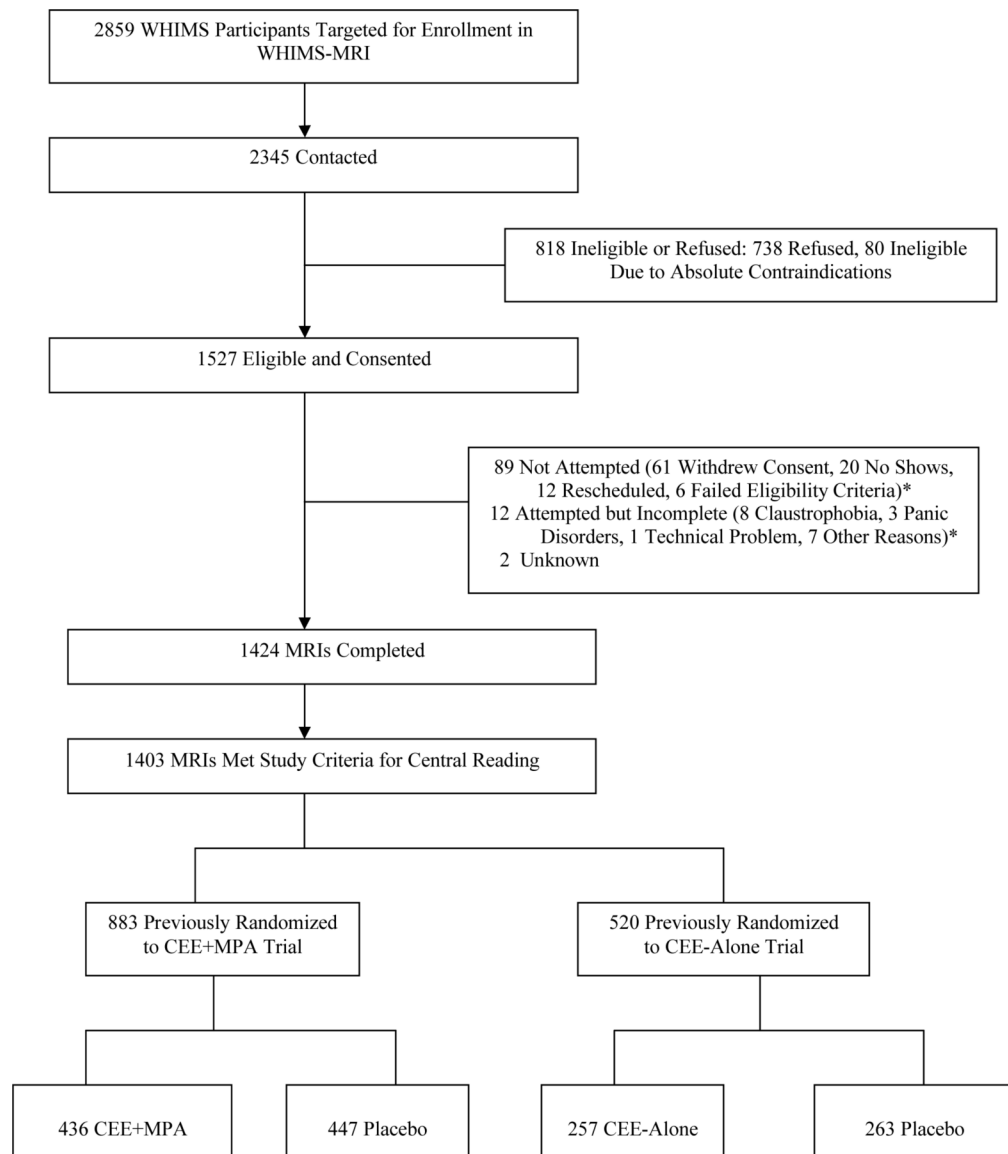 2859 WHIMS Participants Targeted for Enrollment in
WHIMS-MRI
2345 Contacted
818 Ineligible or Refused: 738 Refused, 80 Ineligible
Due to Absolute Contraindications
1527 Eligible and Consented
89 Not Attempted (61 Withdrew Consent, 20 No Shows,
12 Rescheduled, 6 Failed Eligibility Criteria)*
12 Attempted but Incomplete (8 Claustrophobia, 3 Panic
Disorders, 1 Technical Problem, 7 Other Reasons)*
2 Unknown
1424 MRIs Completed
1403 MRIs Met Study Criteria for Central Reading
883 Previously Randomized
to CEE+MPA Trial
520 Previously Randomized
to CEE-Alone Trial
436 CEE+MPA
447 Placebo
257 CEE-Alone
263 Placebo